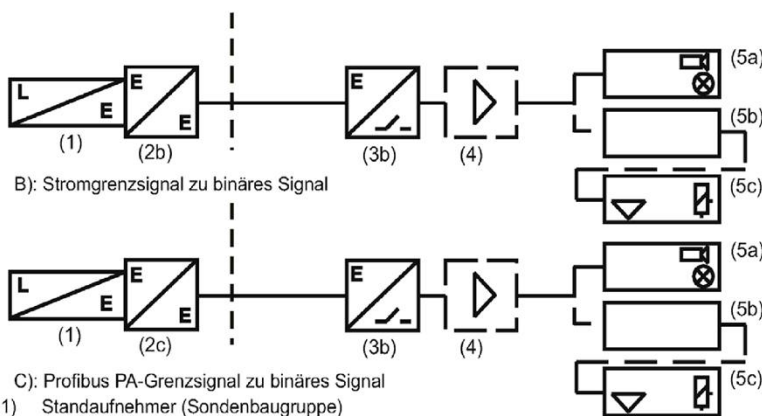 L E E E E (5a)
(1) (2b) (3b) (4) (5b)
B): Stromgrenzsignal zu binäres Signal (5c)
L E E E E (5a)
(1) (2c) (3b) (4) (5b)
C): Profibus PA-Grenzsignal zu binäres Signal (5c)
1) Standaufnehmer (Sondenbaugruppe)